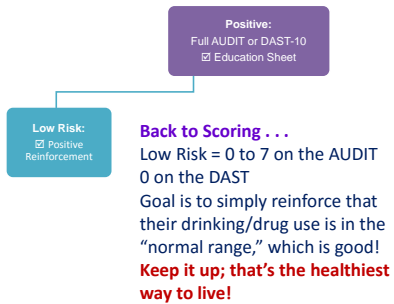 Positive:
Full AUDIT or DAST-10
☑ Education Sheet
Low Risk:
☑ Positive
Reinforcement
Back to Scoring . . .
Low Risk = 0 to 7 on the AUDIT
0 on the DAST
Goal is to simply reinforce that
their drinking/drug use is in the
“normal range,” which is good!
Keep it up; that’s the healthiest
way to live!